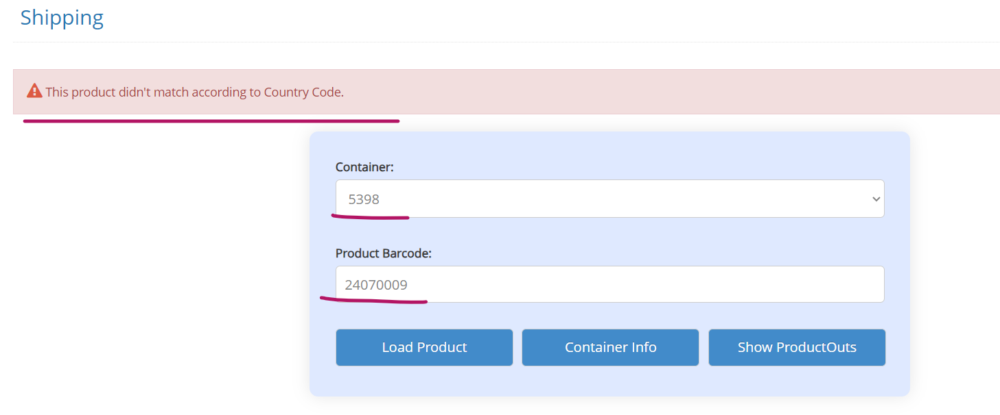 Shipping
This product didn't match according to Country Code.
Container:
5398
Product Barcode:
24070009
Load Product
Container Info
Show ProductOuts